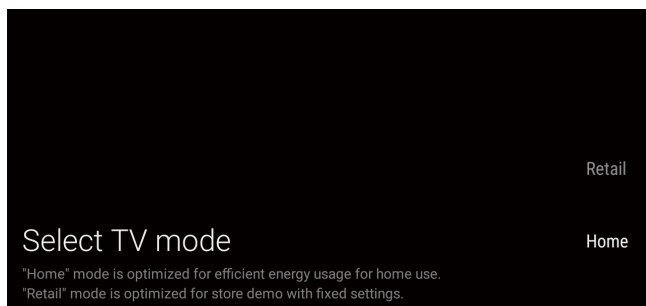 Retail
Select TV mode
Home
"Home" mode is optimized for efficient energy usage for home use.
"Retail" mode is optimized for store demo with fixed settings.